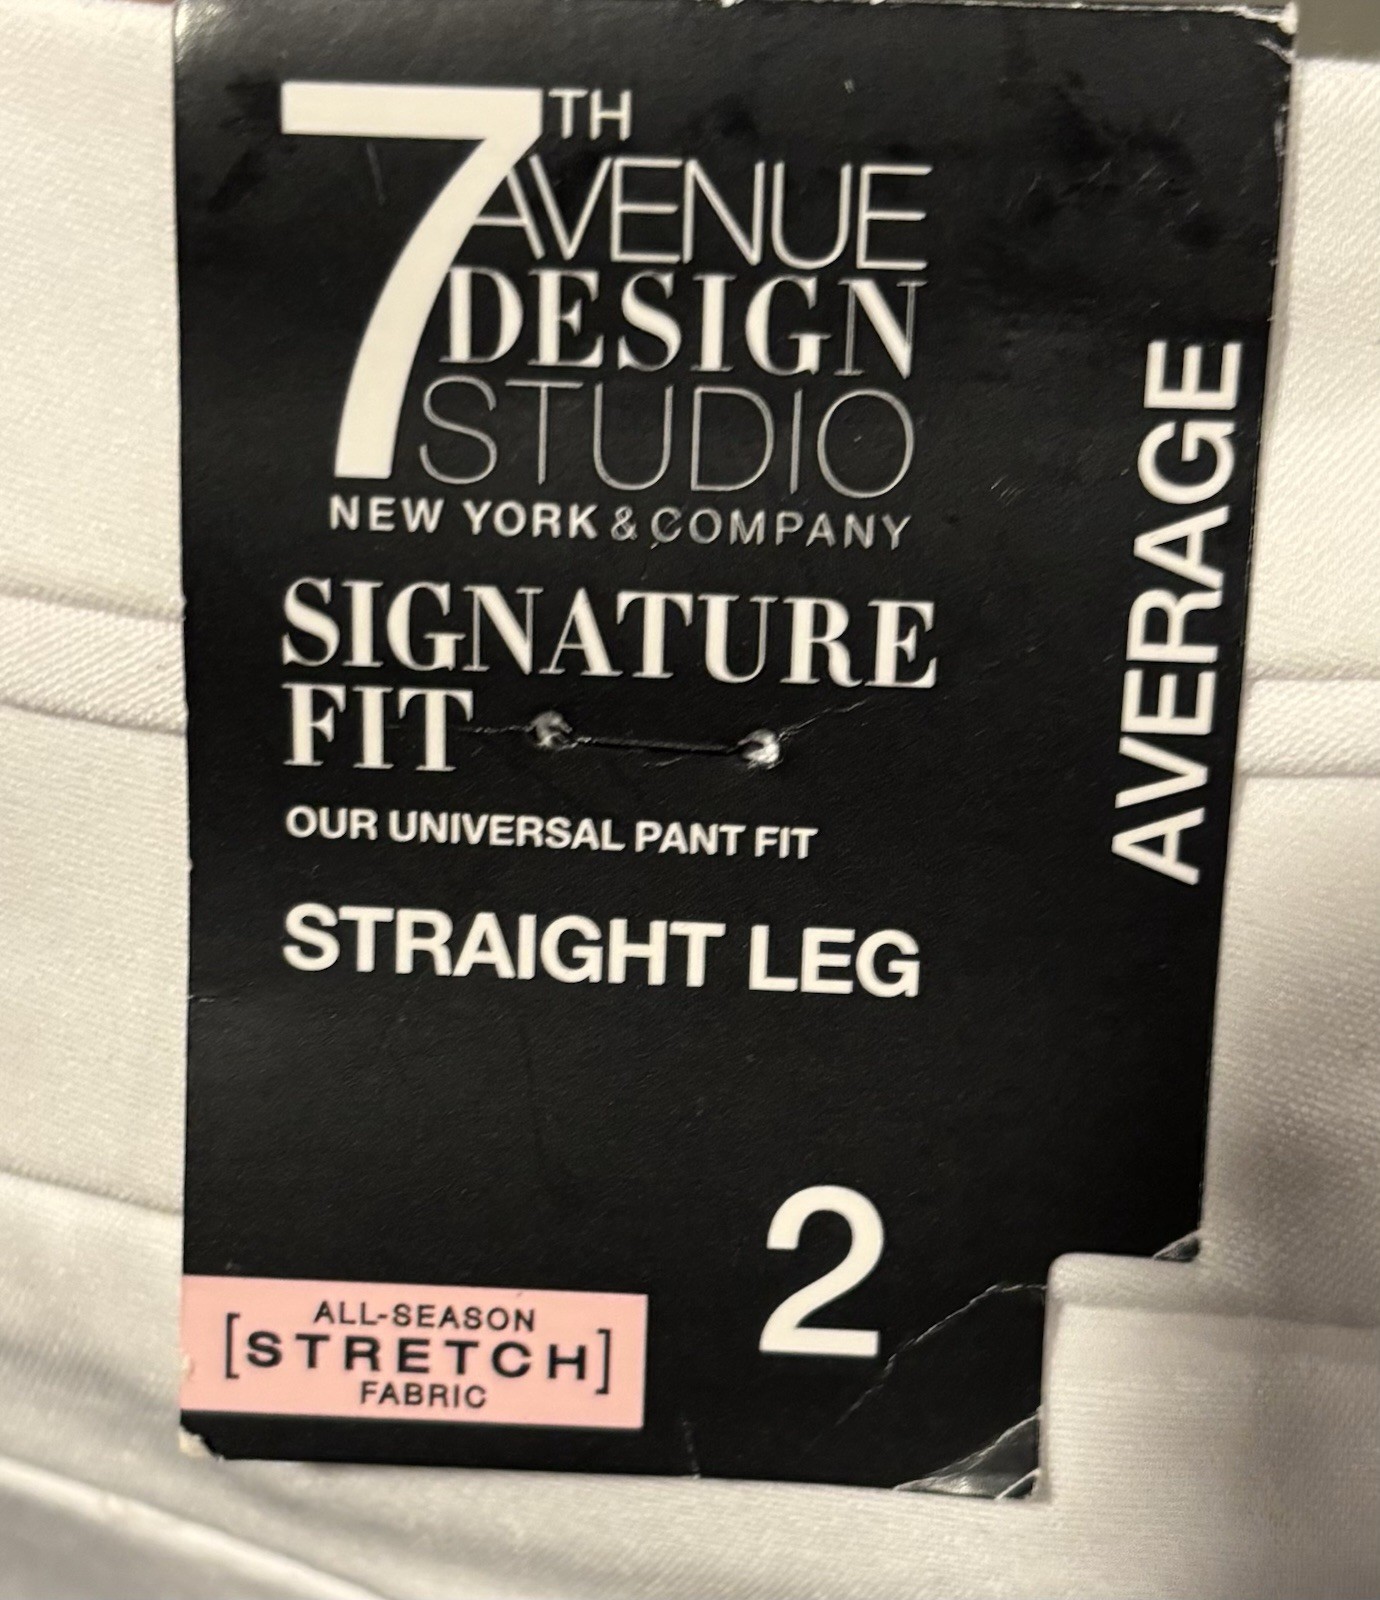 7TH
AVENUE
DESIGN
STUDIO
NEW YORK & COMPANY
SIGNATURE
FIT
OUR UNIVERSAL PANT FIT
STRAIGHT LEG
AVERAGE
2
ALL-SEASON
[STRETCH]
FABRIC